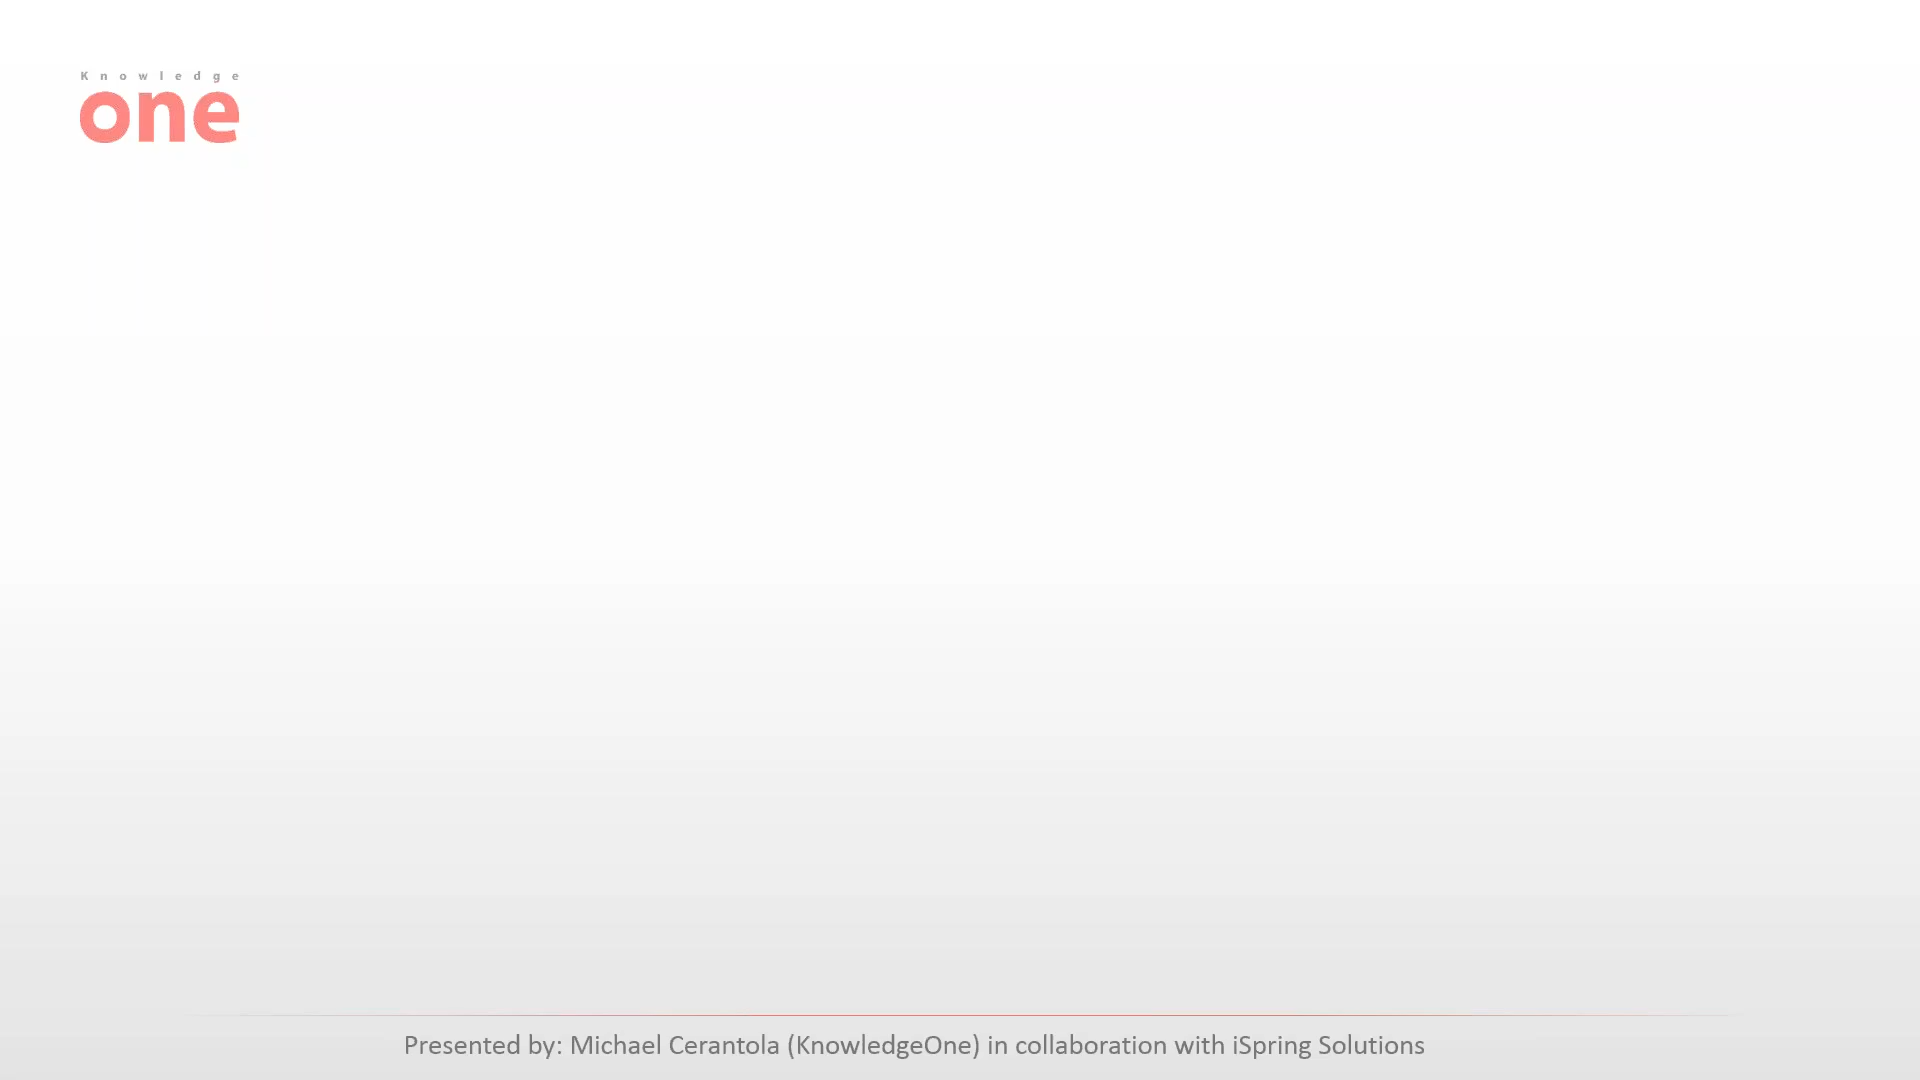 Knowledge
one
Presented by: Michael Cerantola (KnowledgeOne) in collaboration with iSpring Solutions